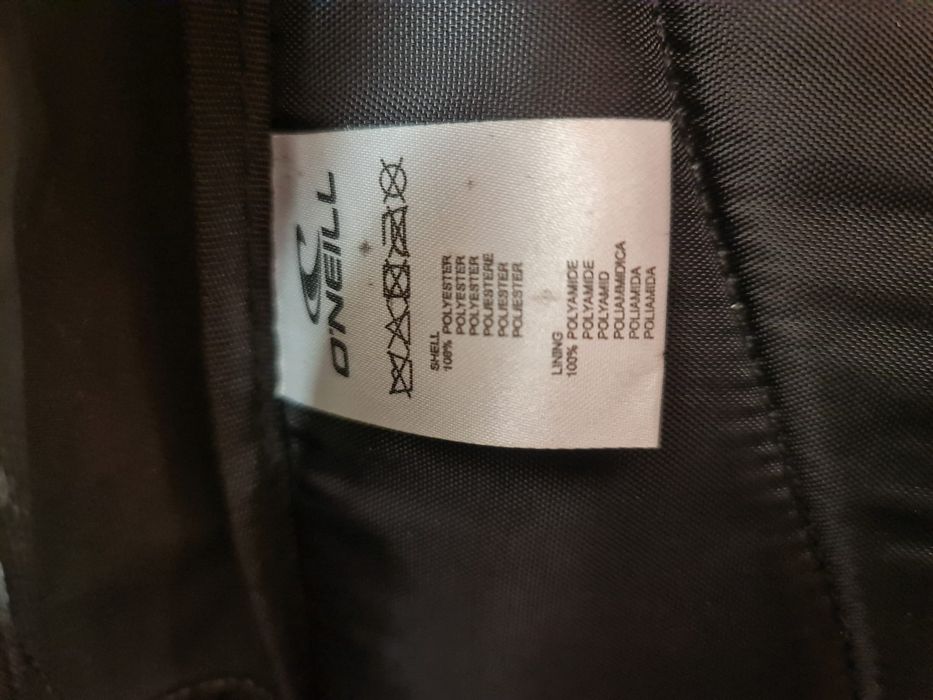 O'NEILL
SHELL
100% POLYESTER
POLYESTER
POLYESTER
POLIESTERE
POLIESTER
POLIESTER
LINING
100% POLYAMIDE
POLYAMIDE
POLYAMID
POLIAMMIDICA
POLIAMIDA
POLIAMIDA